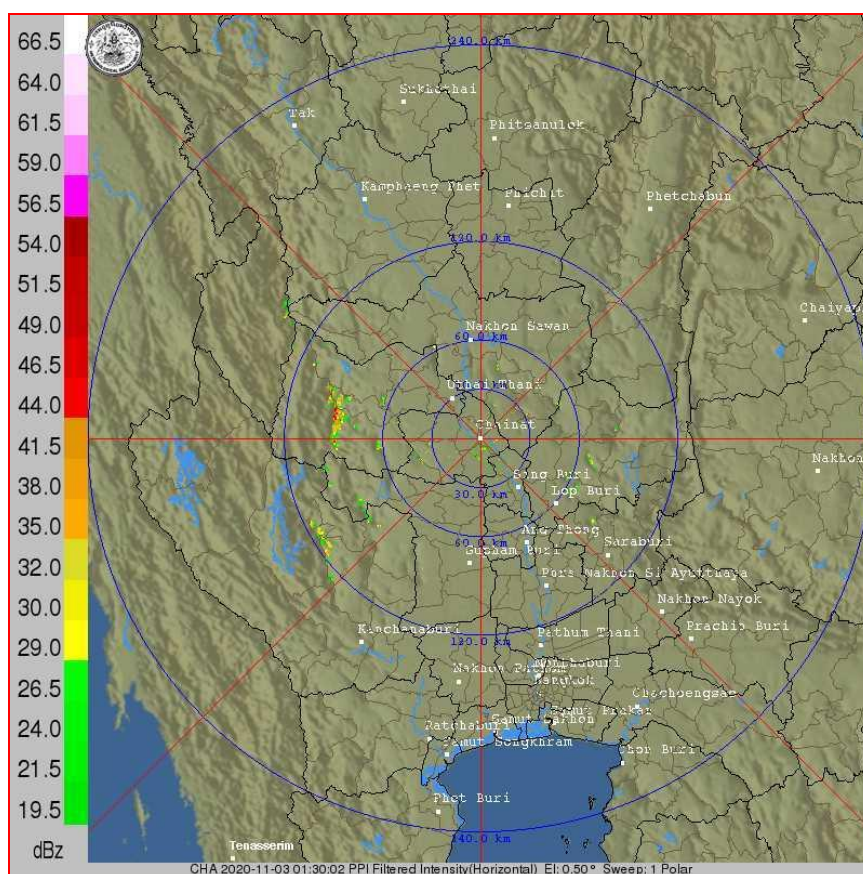 66.5
64.0
61.5
59.0
56.5
54.0
51.5
49.0
46.5
44.0
41.5
38.0
35.0
32.0
30.0
29.0
26.5
24.0
21.5
19.5
dBz
240.0 km
Sukhothai
Tak
Phitsanulok
Kamphaeng Phet
Phichit
Phetchabun
120.0 km
Chaiyap
Nakhon Sawan
60.0 km
Uthai Thani
Chainat
Nakhon
Sing Buri
30.0 km
Lop Buri
Ang Thong
60.0 km
Supham Buri
Saraburi
Pora Nakhon Si Ayutthaya
Nakhon Nayok
Kanchanaburi
120.0 km
Prachin Buri
Pathum Thani
Nonthaburi
Nakhon Pathom
Bangkok
Chachoengsao
Samut Prakar
Samut Sakhon
Ratchaburi
Samut Songkhram
Chon Buri
Phet Buri
240.0 km
Tenasserim
CHA 2020-11-03 01:30:02 PPI Filtered Intensity(Horizontal) El: 0.50° Sweep: 1 Polar